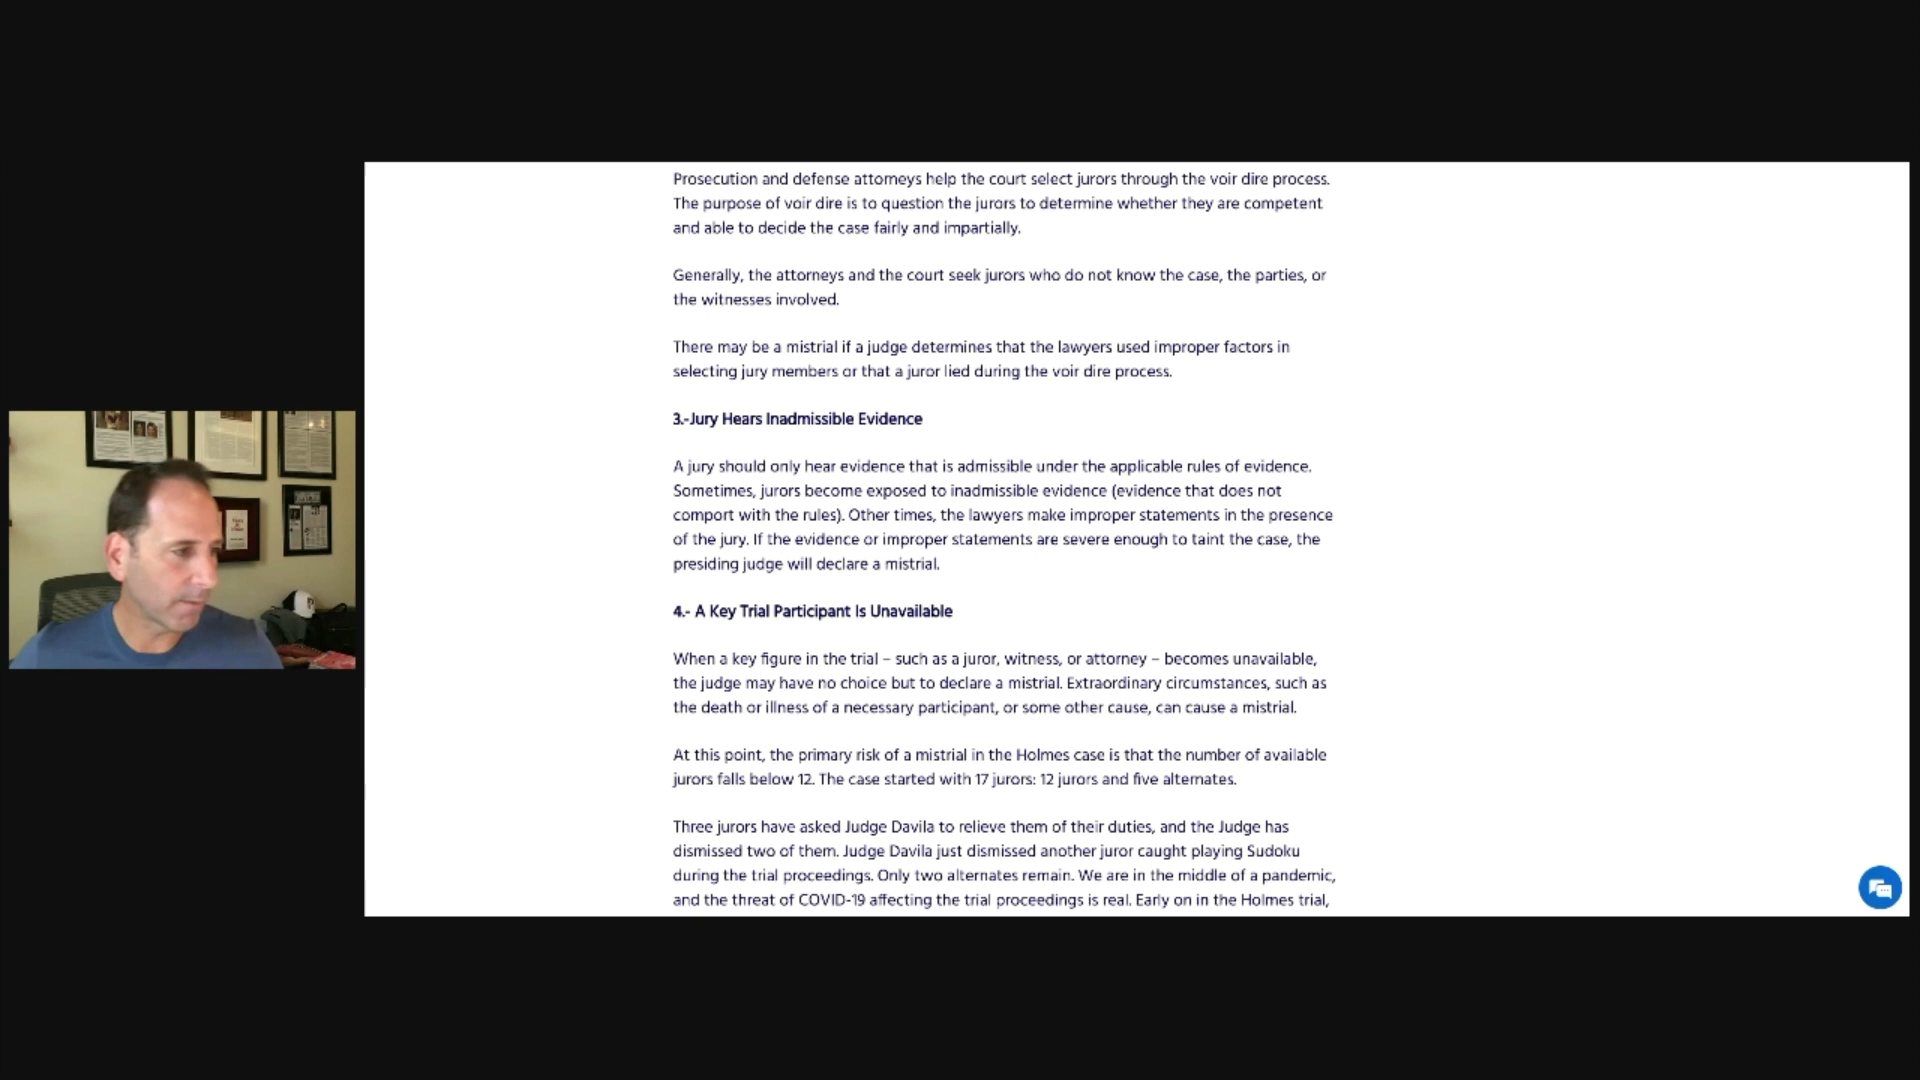 Prosecution and defense attorneys help the court select jurors through the voir dire process.
The purpose of voir dire is to question the jurors to determine whether they are competent
and able to decide the case fairly and impartially.
Generally, the attorneys and the court seek jurors who do not know the case, the parties, or
the witnesses involved.
There may be a mistrial if a judge determines that the lawyers used improper factors in
selecting jury members or that a juror lied during the voir dire process.
3.-Jury Hears Inadmissible Evidence
A jury should only hear evidence that is admissible under the applicable rules of evidence.
Sometimes, jurors become exposed to inadmissible evidence (evidence that does not
comport with the rules). Other times, the lawyers make improper statements in the presence
of the jury. If the evidence or improper statements are severe enough to taint the case, the
presiding judge will declare a mistrial.
4.- A Key Trial Participant Is Unavailable
When a key figure in the trial – such as a juror, witness, or attorney – becomes unavailable,
the judge may have no choice but to declare a mistrial. Extraordinary circumstances, such as
the death or illness of a necessary participant, or some other cause, can cause a mistrial.
At this point, the primary risk of a mistrial in the Holmes case is that the number of available
jurors falls below 12. The case started with 17 jurors: 12 jurors and five alternates.
Three jurors have asked Judge Davila to relieve them of their duties, and the Judge has
dismissed two of them. Judge Davila just dismissed another juror caught playing Sudoku
during the trial proceedings. Only two alternates remain. We are in the middle of a pandemic,
and the threat of COVID-19 affecting the trial proceedings is real. Early on in the Holmes trial,